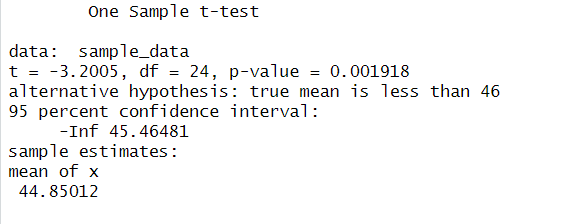 One Sample t-test
data:  sample_data
t = -3.2005, df = 24, p-value = 0.001918
alternative hypothesis: true mean is less than 46
95 percent confidence interval:
-Inf 45.46481
sample estimates:
mean of x
44.85012